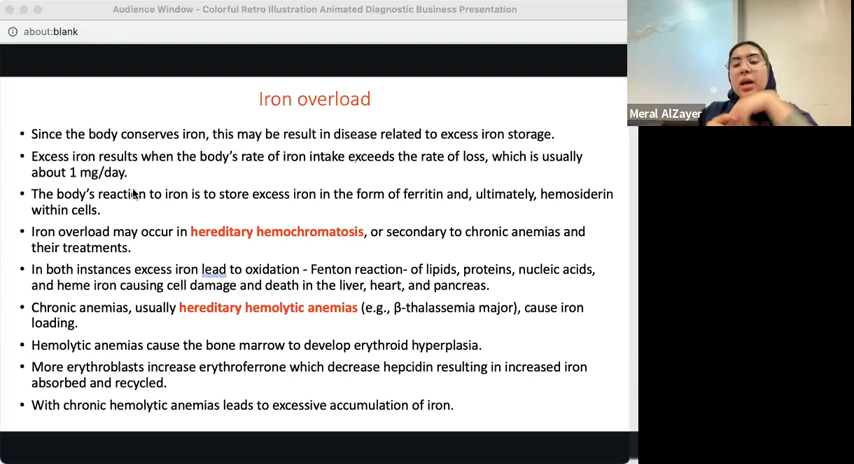 Audience Window - Colorful Retro Illustration Animated Diagnostic Business Presentation
about:blank
Meral AlZayer
Iron overload
• Since the body conserves iron, this may be result in disease related to excess iron storage.
• Excess iron results when the body's rate of iron intake exceeds the rate of loss, which is usually
about 1 mg/day.
• The body's reaction to iron is to store excess iron in the form of ferritin and, ultimately, hemosiderin
within cells.
• Iron overload may occur in hereditary hemochromatosis, or secondary to chronic anemias and
their treatments.
• In both instances excess iron lead to oxidation - Fenton reaction- of lipids, proteins, nucleic acids,
and heme iron causing cell damage and death in the liver, heart, and pancreas.
• Chronic anemias, usually hereditary hemolytic anemias (e.g., β-thalassemia major), cause iron
loading.
• Hemolytic anemias cause the bone marrow to develop erythroid hyperplasia.
• More erythroblasts increase erythroferrone which decrease hepcidin resulting in increased iron
absorbed and recycled.
• With chronic hemolytic anemias leads to excessive accumulation of iron.